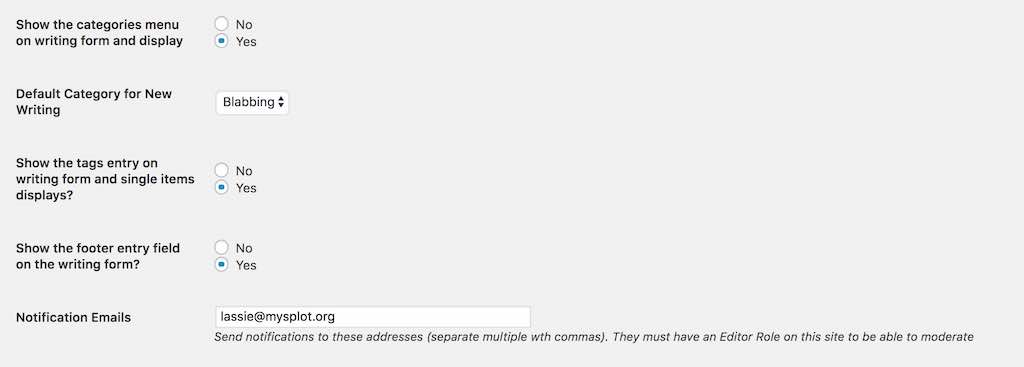 Show the categories menu
on writing form and display
No
Yes
Default Category for New
Writing
Blabbing
Show the tags entry on
writing form and single items
displays?
No
Yes
Show the footer entry field
on the writing form?
No
Yes
Notification Emails
lassie@mysplot.org
Send notifications to these addresses (separate multiple wth commas). They must have an Editor Role on this site to be able to moderate